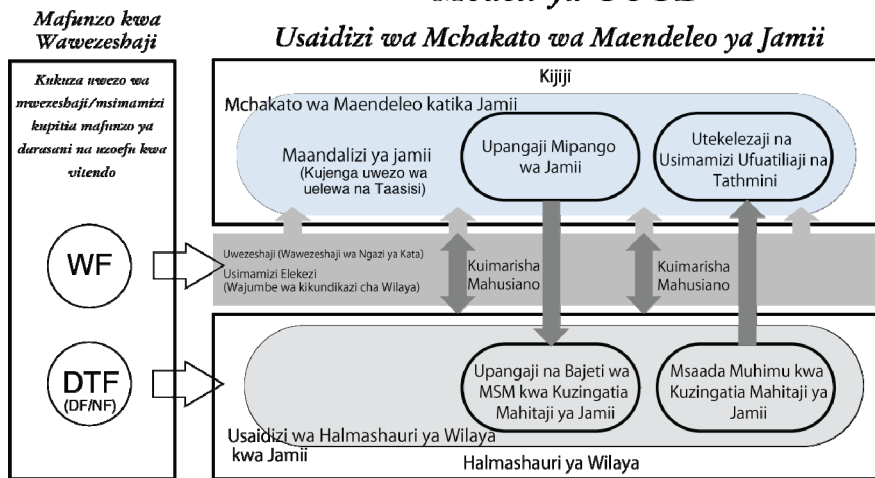 Mafunzo kwa
Wawezeshaji
Usaidizi wa Mchakato wa Maendeleo ya Jamii
Kukuza uwezo wa
mwezeshaji/msimamizi
kupitia mafunzo ya
darasani na uzoefu kwa
vitendo
WF
DTF
(DF/NF)
Kijiji
Mchakato wa Maendeleo katika Jamii
Maandalizi ya jamii
(Kujenga uwezo wa
uelewa na Taasisi)
Upangaji Mipango
wa Jamii
Utekelezaji na
Usimamizi Ufuatiliaji na
Tathmini
Uwezeshaji (Wawezeshaji wa Ngazi ya Kata)
Usimamizi Elekezi
(Wajumbe wa kikundikazi cha Wilaya)
Kuimarisha
Mahusiano
Kuimarisha
Mahusiano
Upangaji na Bajeti wa
MSM kwa Kuzingatia
Mahitaji ya Jamii
Msaada Muhimu kwa
Kuzingatia Mahitaji ya
Jamii
Usaidizi wa Halmashauri ya Wilaya
kwa Jamii
Halmashauri ya Wilaya